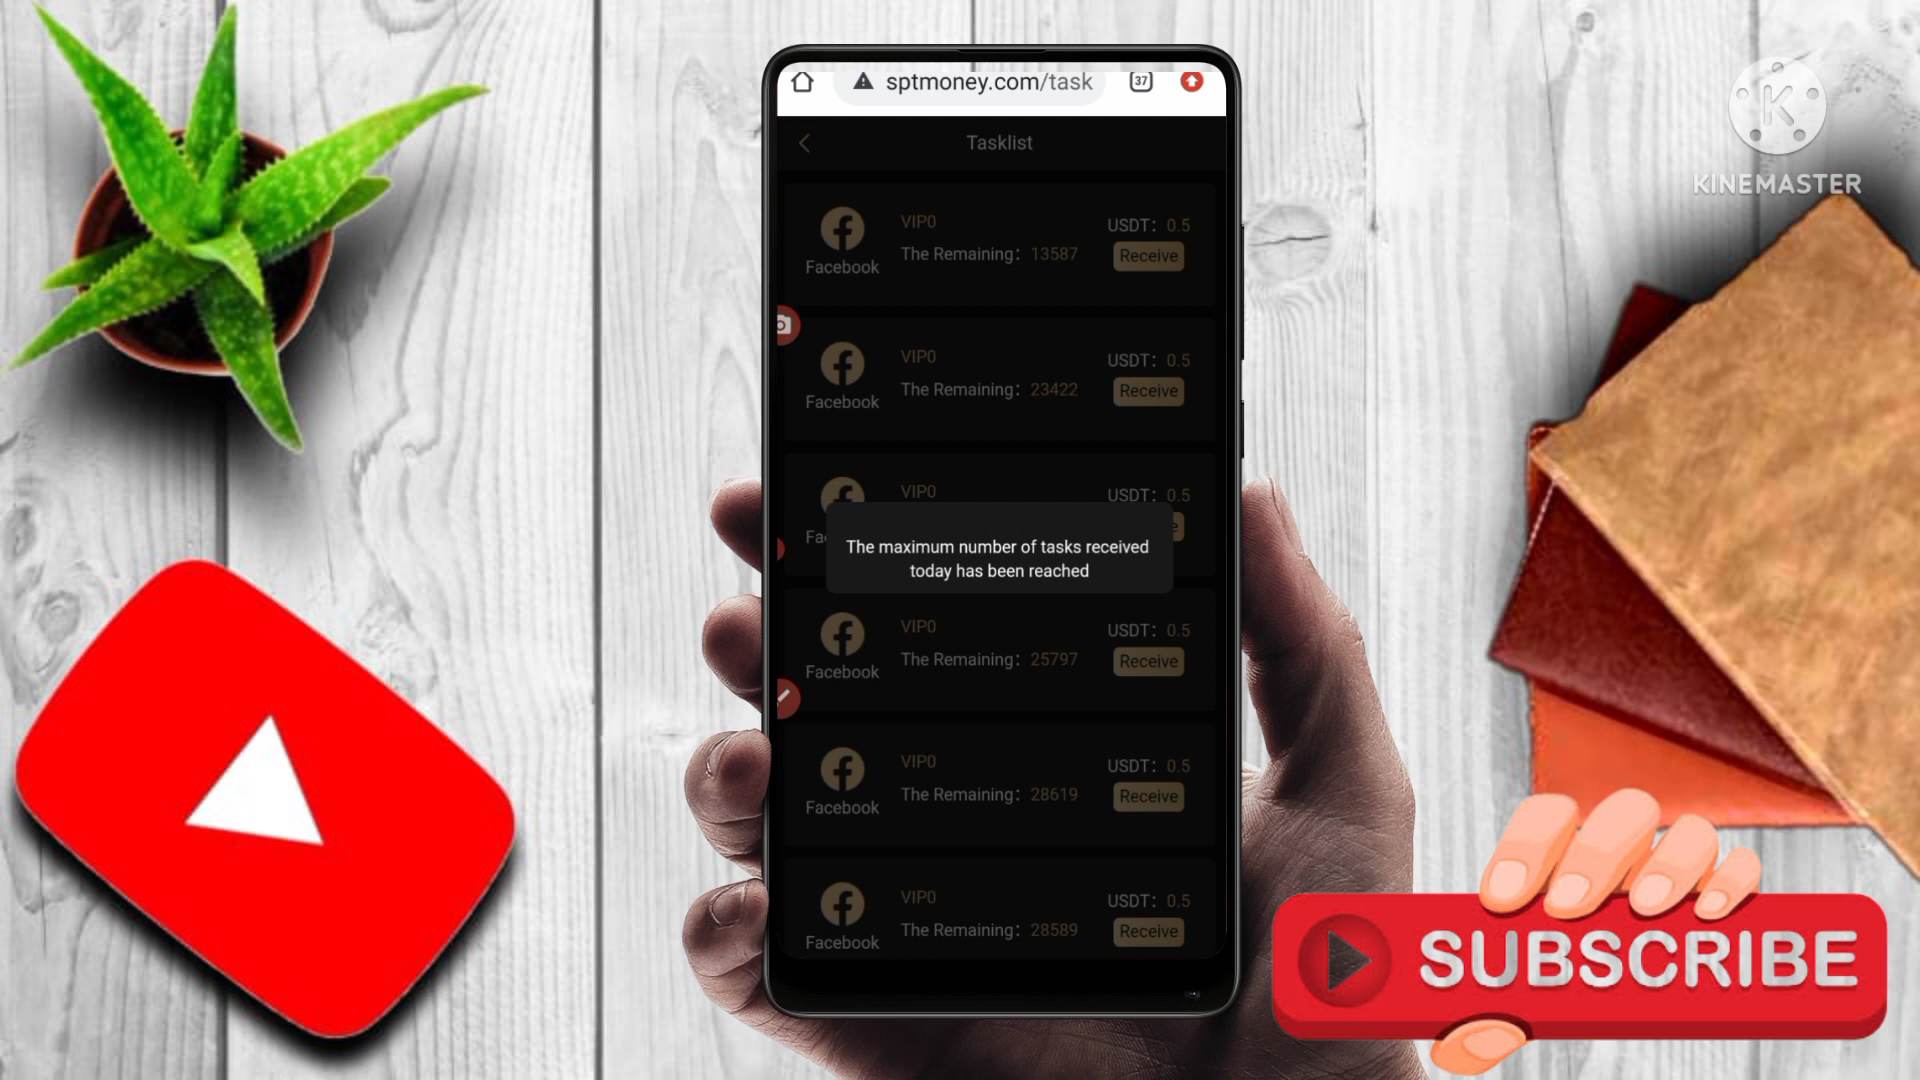 sptmoney.com/task
37
Tasklist
VIP0
USDT: 0.5
The Remaining: 13587
Receive
Facebook
VIP0
USDT: 0.5
The Remaining: 23422
Receive
Facebook
VIP0
USDT: 0.5
The maximum number of tasks received
today has been reached
VIP0
USDT: 0.5
The Remaining: 25797
Receive
Facebook
VIP0
USDT: 0.5
The Remaining: 28619
Receive
Facebook
VIP0
USDT: 0.5
The Remaining: 28589
Receive
Facebook
K
KINEMASTER
SUBSCRIBE